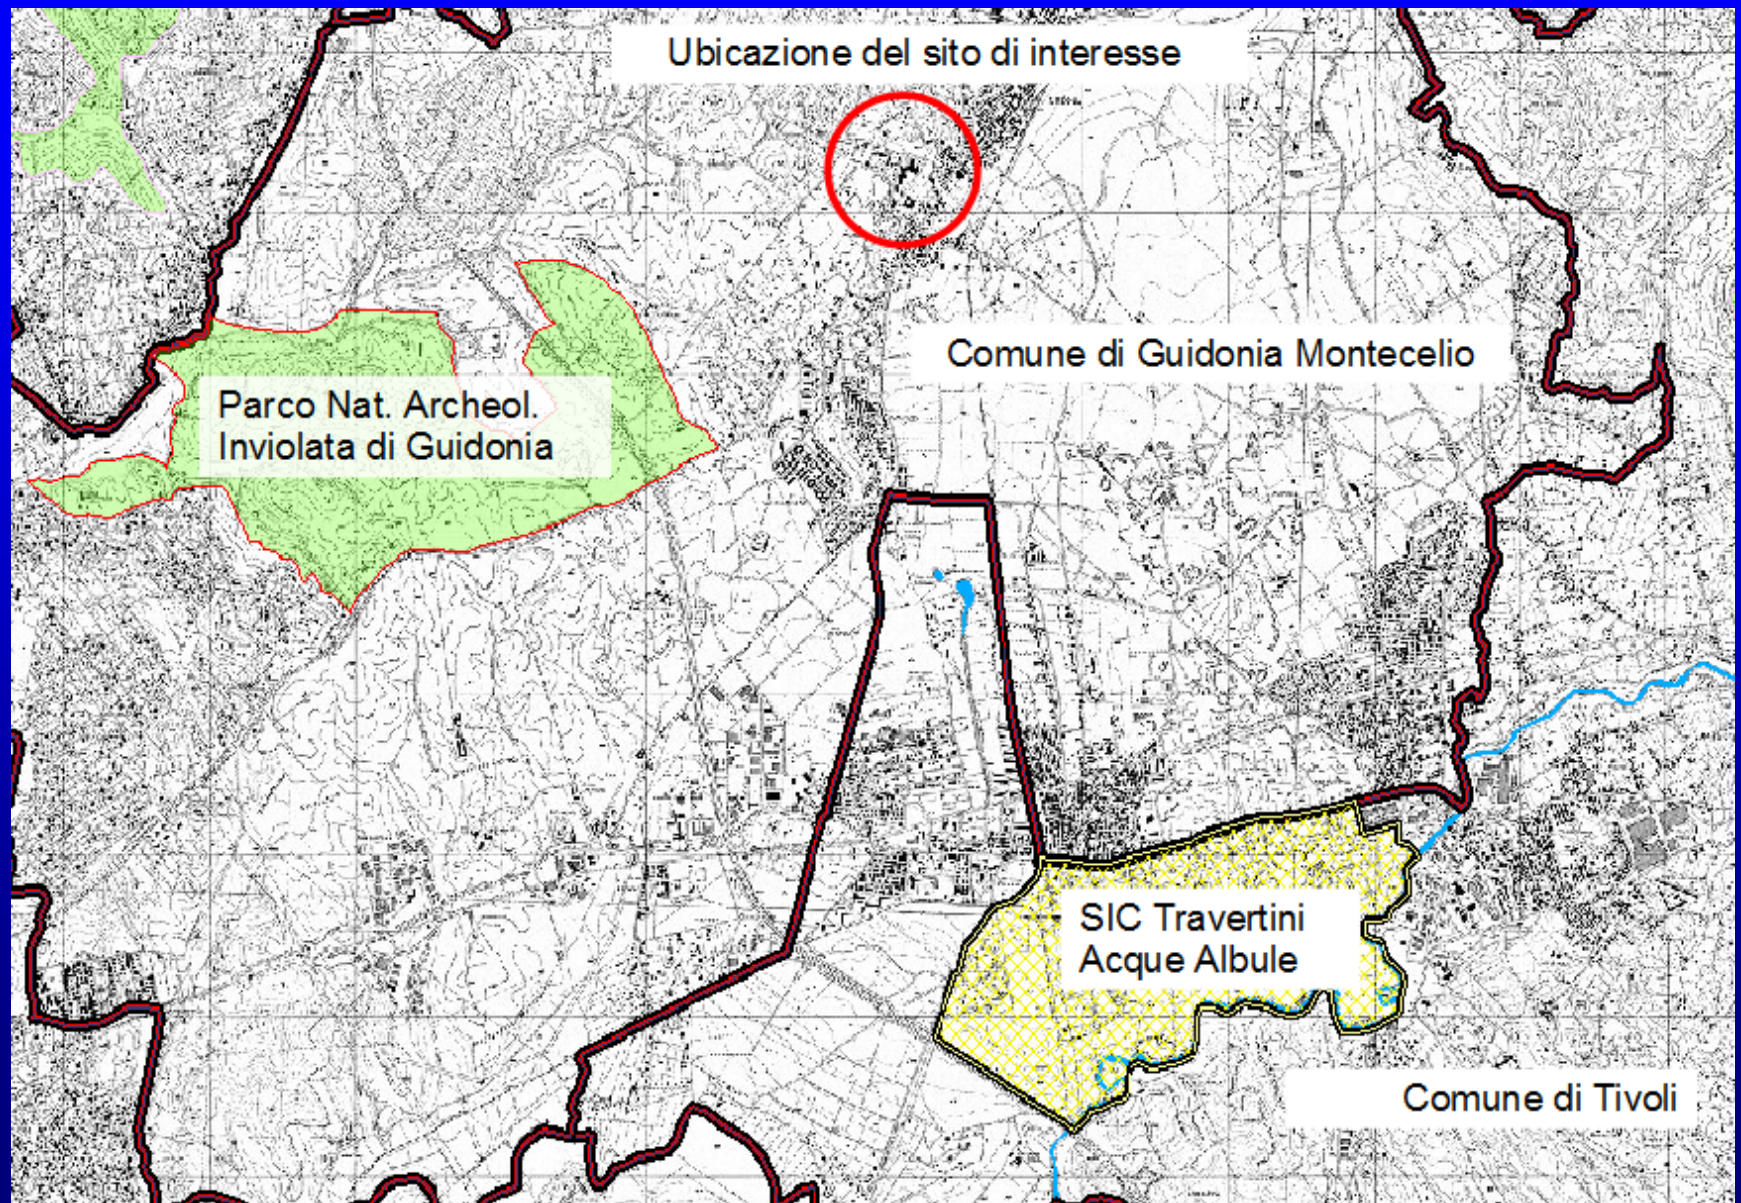 Ubicazione del sito di interesse
Comune di Guidonia Montecelio
Parco Nat. Archeol.
Inviolata di Guidonia
SIC Travertini
Acque Albule
Comune di Tivoli